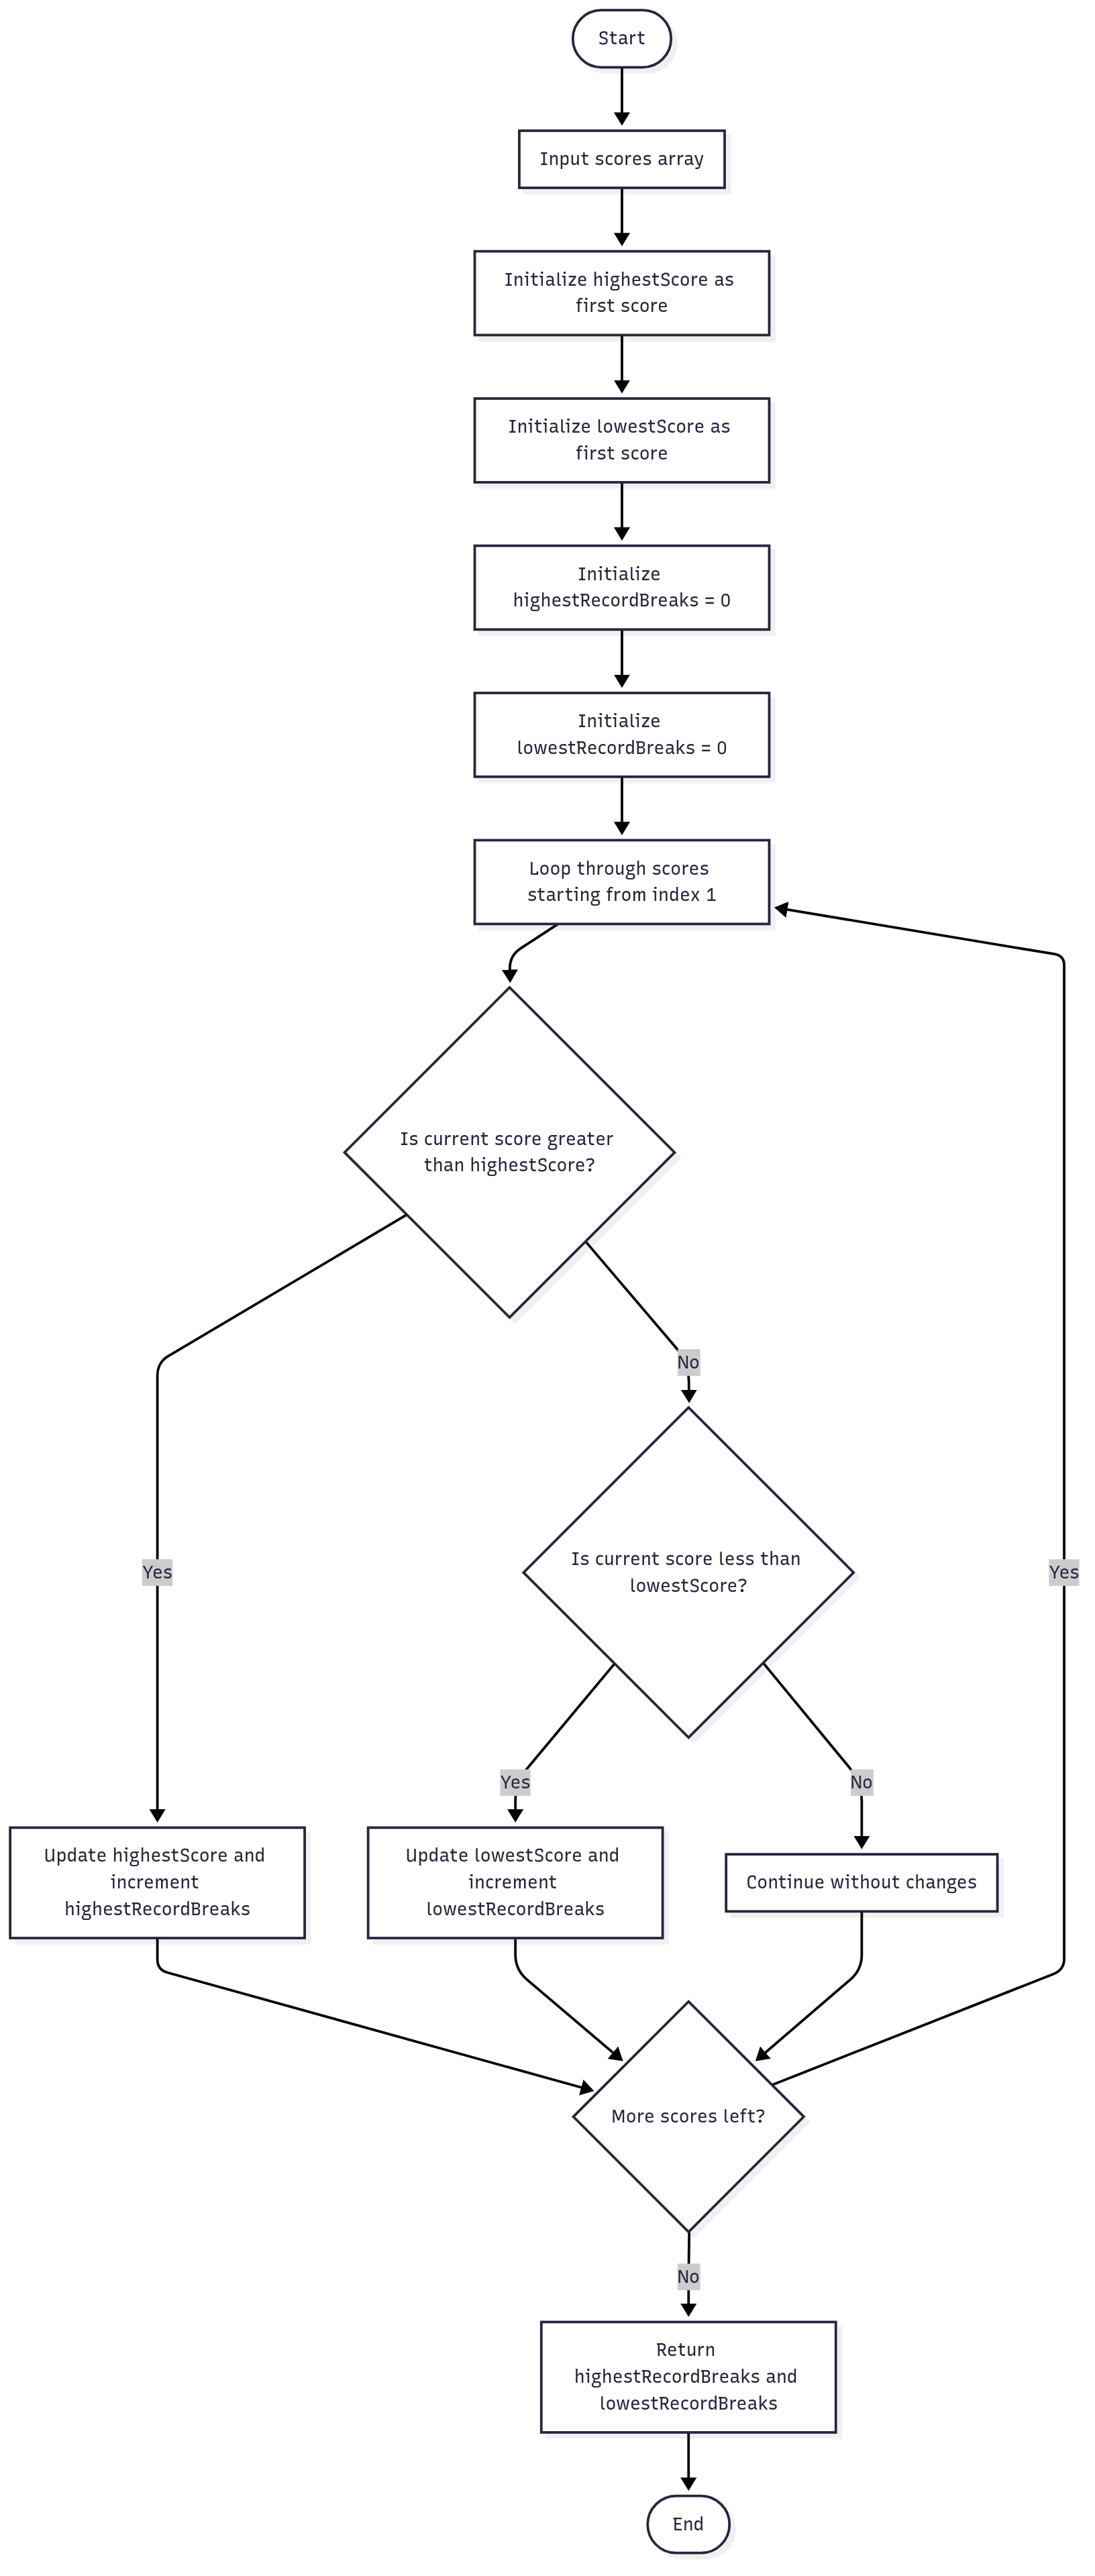 Start
Input scores array
Initialize highestScore as
first score
Initialize lowestScore as
first score
Initialize
highestRecordBreaks = 0
Initialize
lowestRecordBreaks = 0
Loop through scores
starting from index 1
Is current score greater
than highestScore?
No
Is current score less than
lowestScore?
Yes
Yes
Yes
No
Update highestScore and
increment
highestRecordBreaks
Update lowestScore and
increment
lowestRecordBreaks
Continue without changes
More scores left?
No
Return
highestRecordBreaks and
lowestRecordBreaks
End